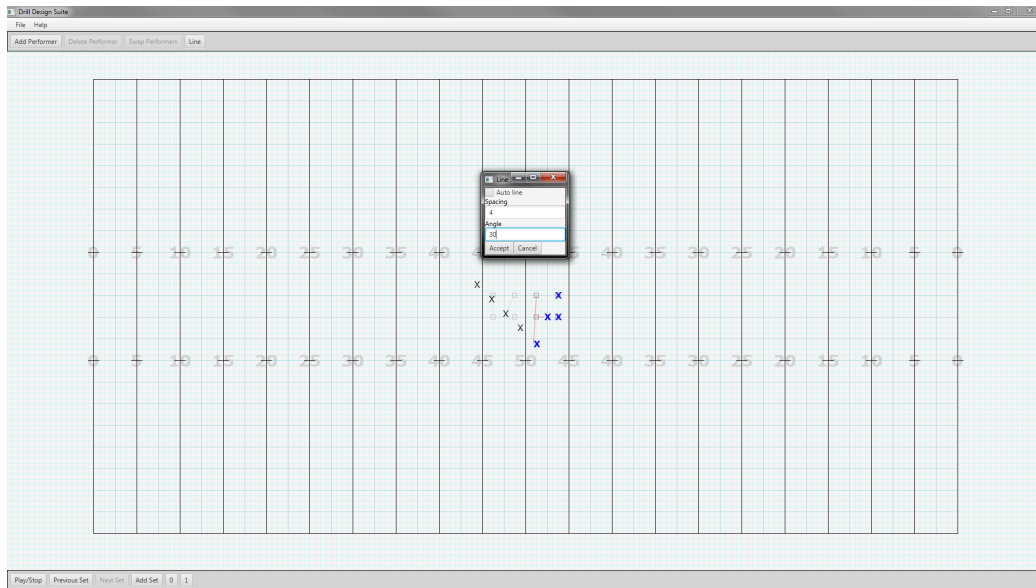 Drill Design Suite
File Help
Add Performer Delete Performer Swap Performers Line
Line
Auto line
Spacing
4
Angle
30
Accept Cancel
0 5 10 15 20 25 30 35 40 40 35 30 25 20 15 10 5 0
X
X X
X X X
X
X
0 5 10 15 20 25 30 35 40 45 50 45 40 35 30 25 20 15 10 5 0
Play/Stop Previous Set Next Set Add Set 0 1